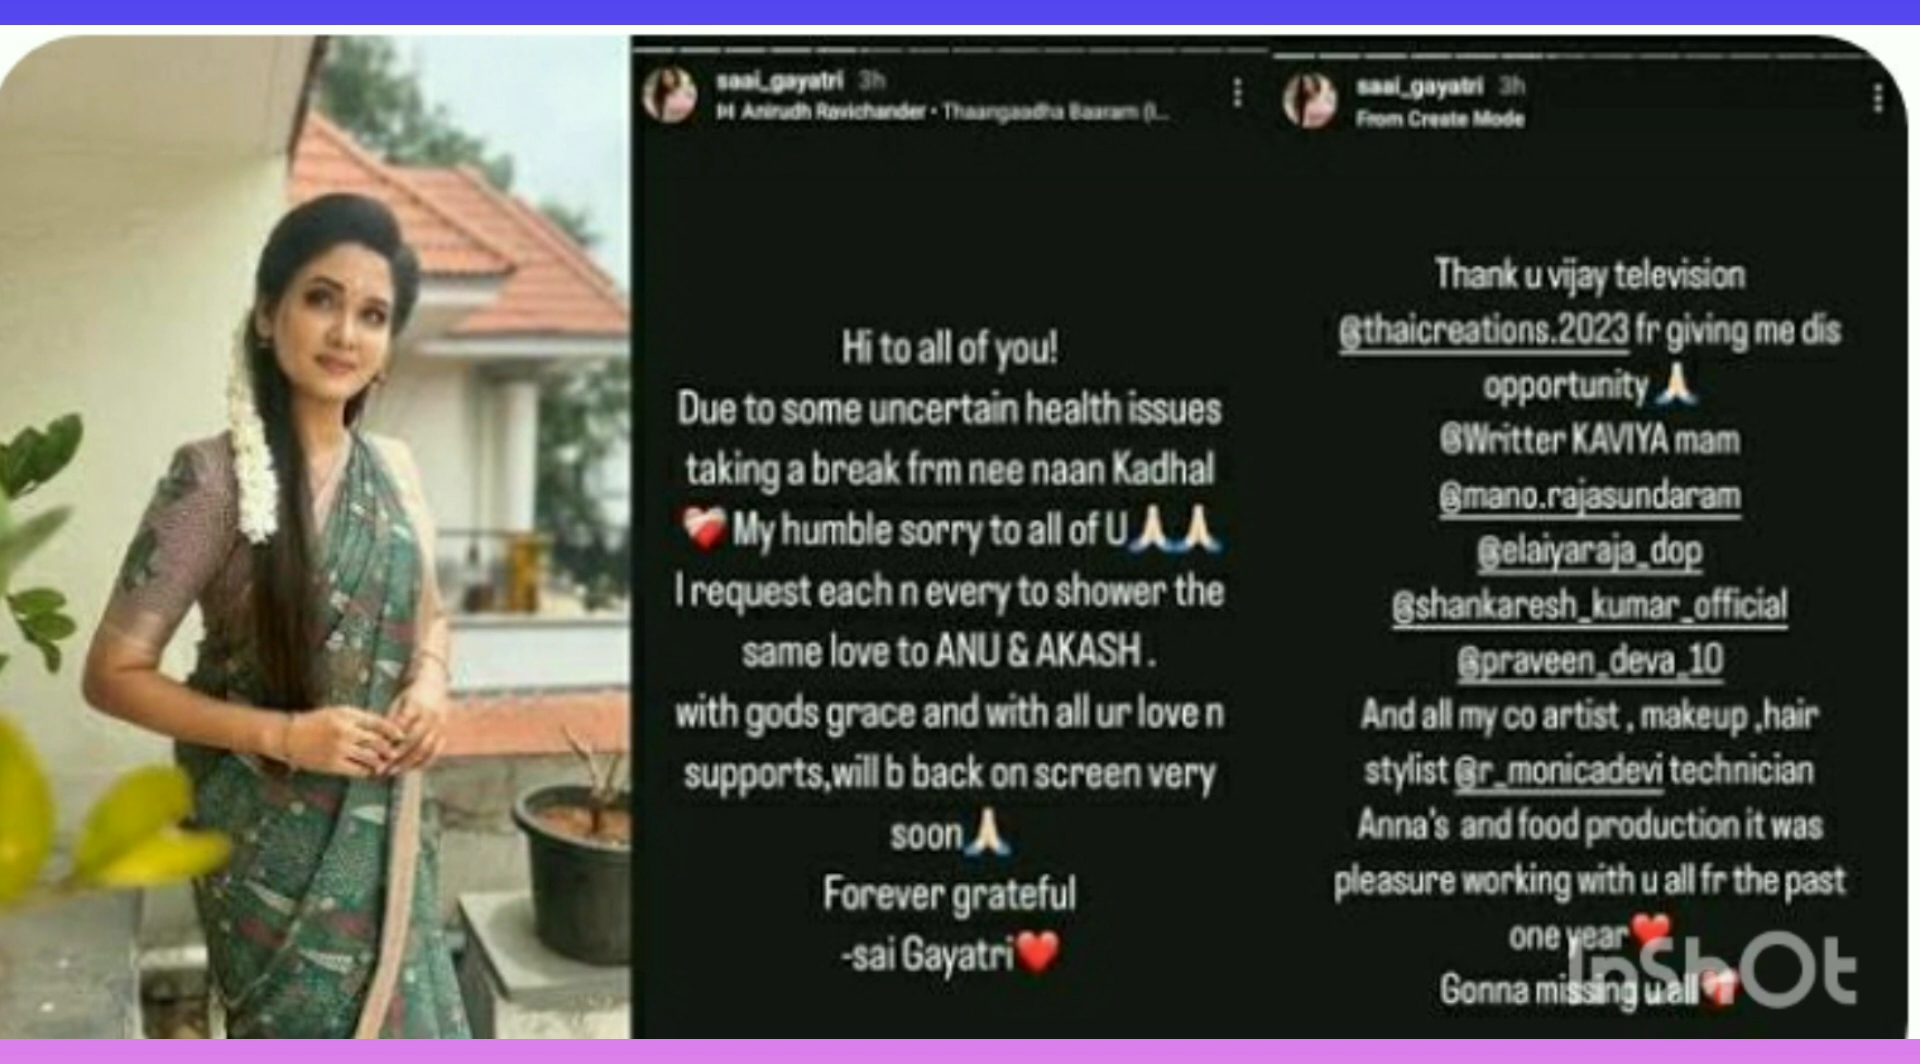 saai_gayatri 3h
Anirudh Ravichander • Thaangaadha Baaram (I...
Hi to all of you!
Due to some uncertain health issues
taking a break frm nee naan Kadhal
❤️‍🩹 My humble sorry to all of U🙏🏻🙏🏻
I request each n every to shower the
same love to ANU & AKASH .
with gods grace and with all ur love n
supports,will b back on screen very
soon🙏🏻
Forever grateful
-sai Gayatri❤️
saai_gayatri 3h
From Create Mode
Thank u vijay television
@thaicreations.2023 fr giving me dis
opportunity 🙏🏻
@Writter KAVIYA mam
@mano.rajasundaram
@elaiyaraja_dop
@shankaresh_kumar_official
@praveen_deva_10
And all my co artist , makeup ,hair
stylist @r_monicadevi technician
Anna's and food production it was
pleasure working with u all fr the past
one year❤️
Gonna missing u all❤️‍🩹
InShOt